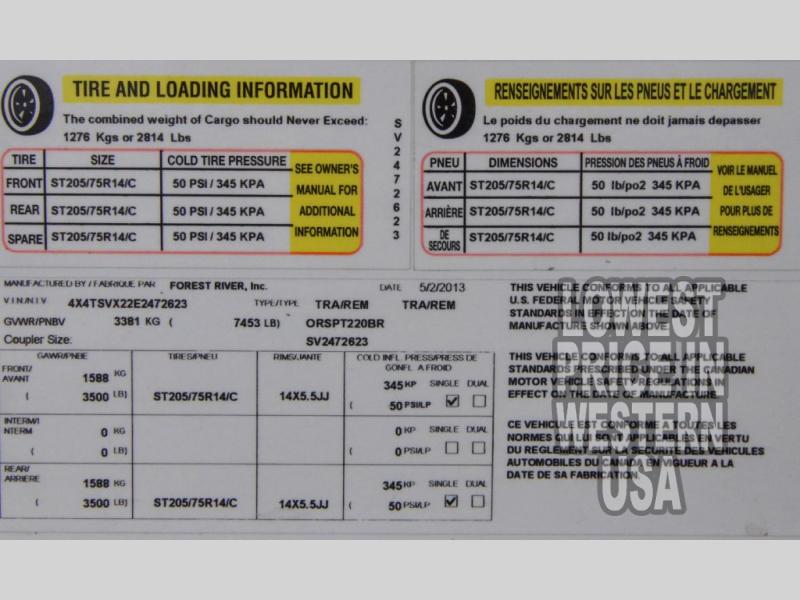 TIRE AND LOADING INFORMATION
The combined weight of Cargo should Never Exceed:
1276 Kgs or 2814 Lbs
TIRE SIZE COLD TIRE PRESSURE
FRONT ST205/75R14/C 50 PSI / 345 KPA
REAR ST205/75R14/C 50 PSI / 345 KPA
SPARE ST205/75R14/C 50 PSI / 345 KPA
SEE OWNER'S
MANUAL FOR
ADDITIONAL
INFORMATION
SV2472623
RENSEIGNEMENTS SUR LES PNEUS ET LE CHARGEMENT
Le poids du chargement ne doit jamais depasser
1276 Kgs or 2814 Lbs
PNEU DIMENSIONS PRESSION DES PNEUS À FROID
AVANT ST205/75R14/C 50 lb/po2 345 KPA
ARRIÈRE ST205/75R14/C 50 lb/po2 345 KPA
DE SECOURS ST205/75R14/C 50 lb/po2 345 KPA
VOIR LE MANUEL
DE L'USAGER
POUR PLUS DE
RENSEIGNEMENTS
MANUFACTURED BY / FABRIQUE PAR FOREST RIVER, Inc. DATE 5/2/2013
V I N / N I V 4X4TSVX22E2472623 TYPE/TYPE TRA/REM TRA/REM
GVWR/PNBV 3381 KG ( 7453 LB) ORSPT220BR
Coupler Size: SV2472623
GAWR/PNBE TIRES/PNEU RIMS/JANTE COLD INFL PRESS/PRESS DE
GONFL A FROID
FRONT/
AVANT 1588 KG 345 KP SINGLE DUAL
( 3500 LB) ST205/75R14/C 14X5.5JJ ( 50 PSI/LP
INTERM/I
NTERM 0 KG 0 KP SINGLE DUAL
( 0 LB) ( 0 PSI/LP
REAR/
ARRIERE 1588 KG 345 KP SINGLE DUAL
( 3500 LB) ST205/75R14/C 14X5.5JJ ( 50 PSI/LP
THIS VEHICLE CONFORMS TO ALL APPLICABLE
U.S. FEDERAL MOTOR VEHICLE SAFETY
STANDARDS IN EFFECT ON THE DATE OF
MANUFACTURE SHOWN ABOVE.
THIS VEHICLE CONFORMS TO ALL APPLICABLE
STANDARDS PRESCRIBED UNDER THE CANADIAN
MOTOR VEHICLE SAFETY REGULATIONS IN
EFFECT ON THE DATE OF MANUFACTURE.
CE VEHICULE EST CONFORME A TOUTES LES
NORMES QUI LUI SONT APPLICABLES EN VERTU
DU REGLEMENT SUR LA SECURITE DES VEHICULES
AUTOMOBILES DU CANADA EN VIGUEUR A LA
DATE DE SA FABRICATION.
LOWEST
PRICE IN
WESTERN
USA